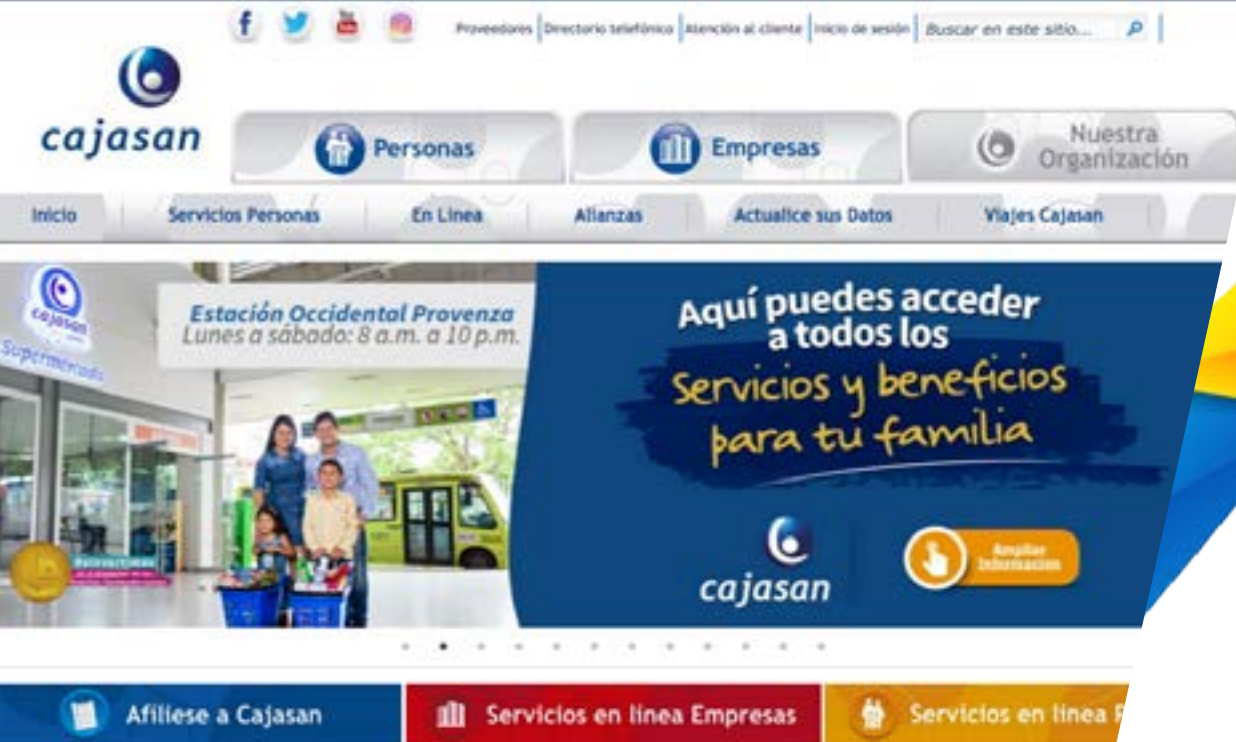 Proveedores Directorio telefónico Atención al cliente Inicio de sesión Buscar en este sitio...
cajasan
Personas
Empresas
Nuestra
Organización
Inicio Servicios Personas En Linea Alianzas Actualice sus Datos Viajes Cajasan
cajasan
Supermercado
Estación Occidental Provenza
Lunes a sábado: 8 a.m. a 10 p.m.
Aquí puedes acceder
a todos los
Servicios y beneficios
para tu familia
cajasan
Ampliar
Información
Afíliese a Cajasan
Servicios en línea Empresas
Servicios en línea